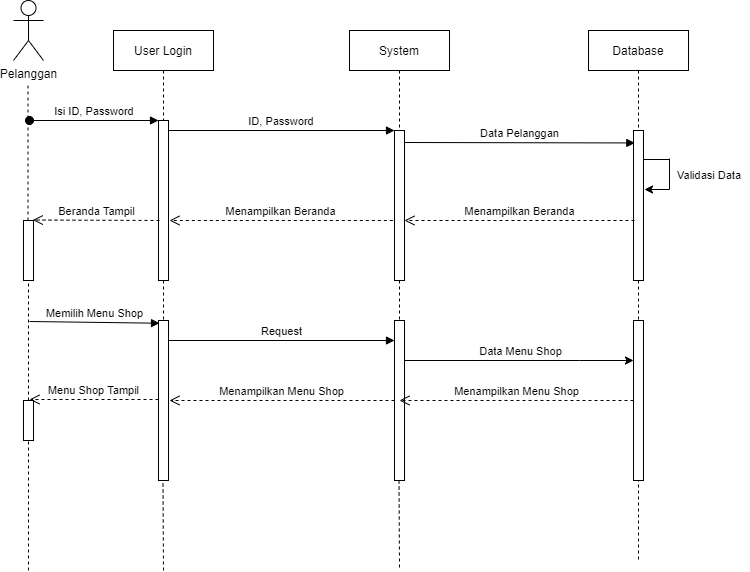 User Login
System
Database
Pelanggan
Isi ID, Password
ID, Password
Data Pelanggan
Validasi Data
Beranda Tampil
Menampilkan Beranda
Menampilkan Beranda
Memilih Menu Shop
Request
Data Menu Shop
Menu Shop Tampil
Menampilkan Menu Shop
Menampilkan Menu Shop